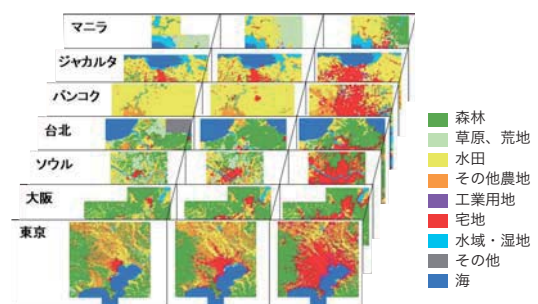 マニラ
ジャカルタ
バンコク
台北
ソウル
大阪
東京
森林
草原、荒地
水田
その他農地
工業用地
宅地
水域・湿地
その他
海